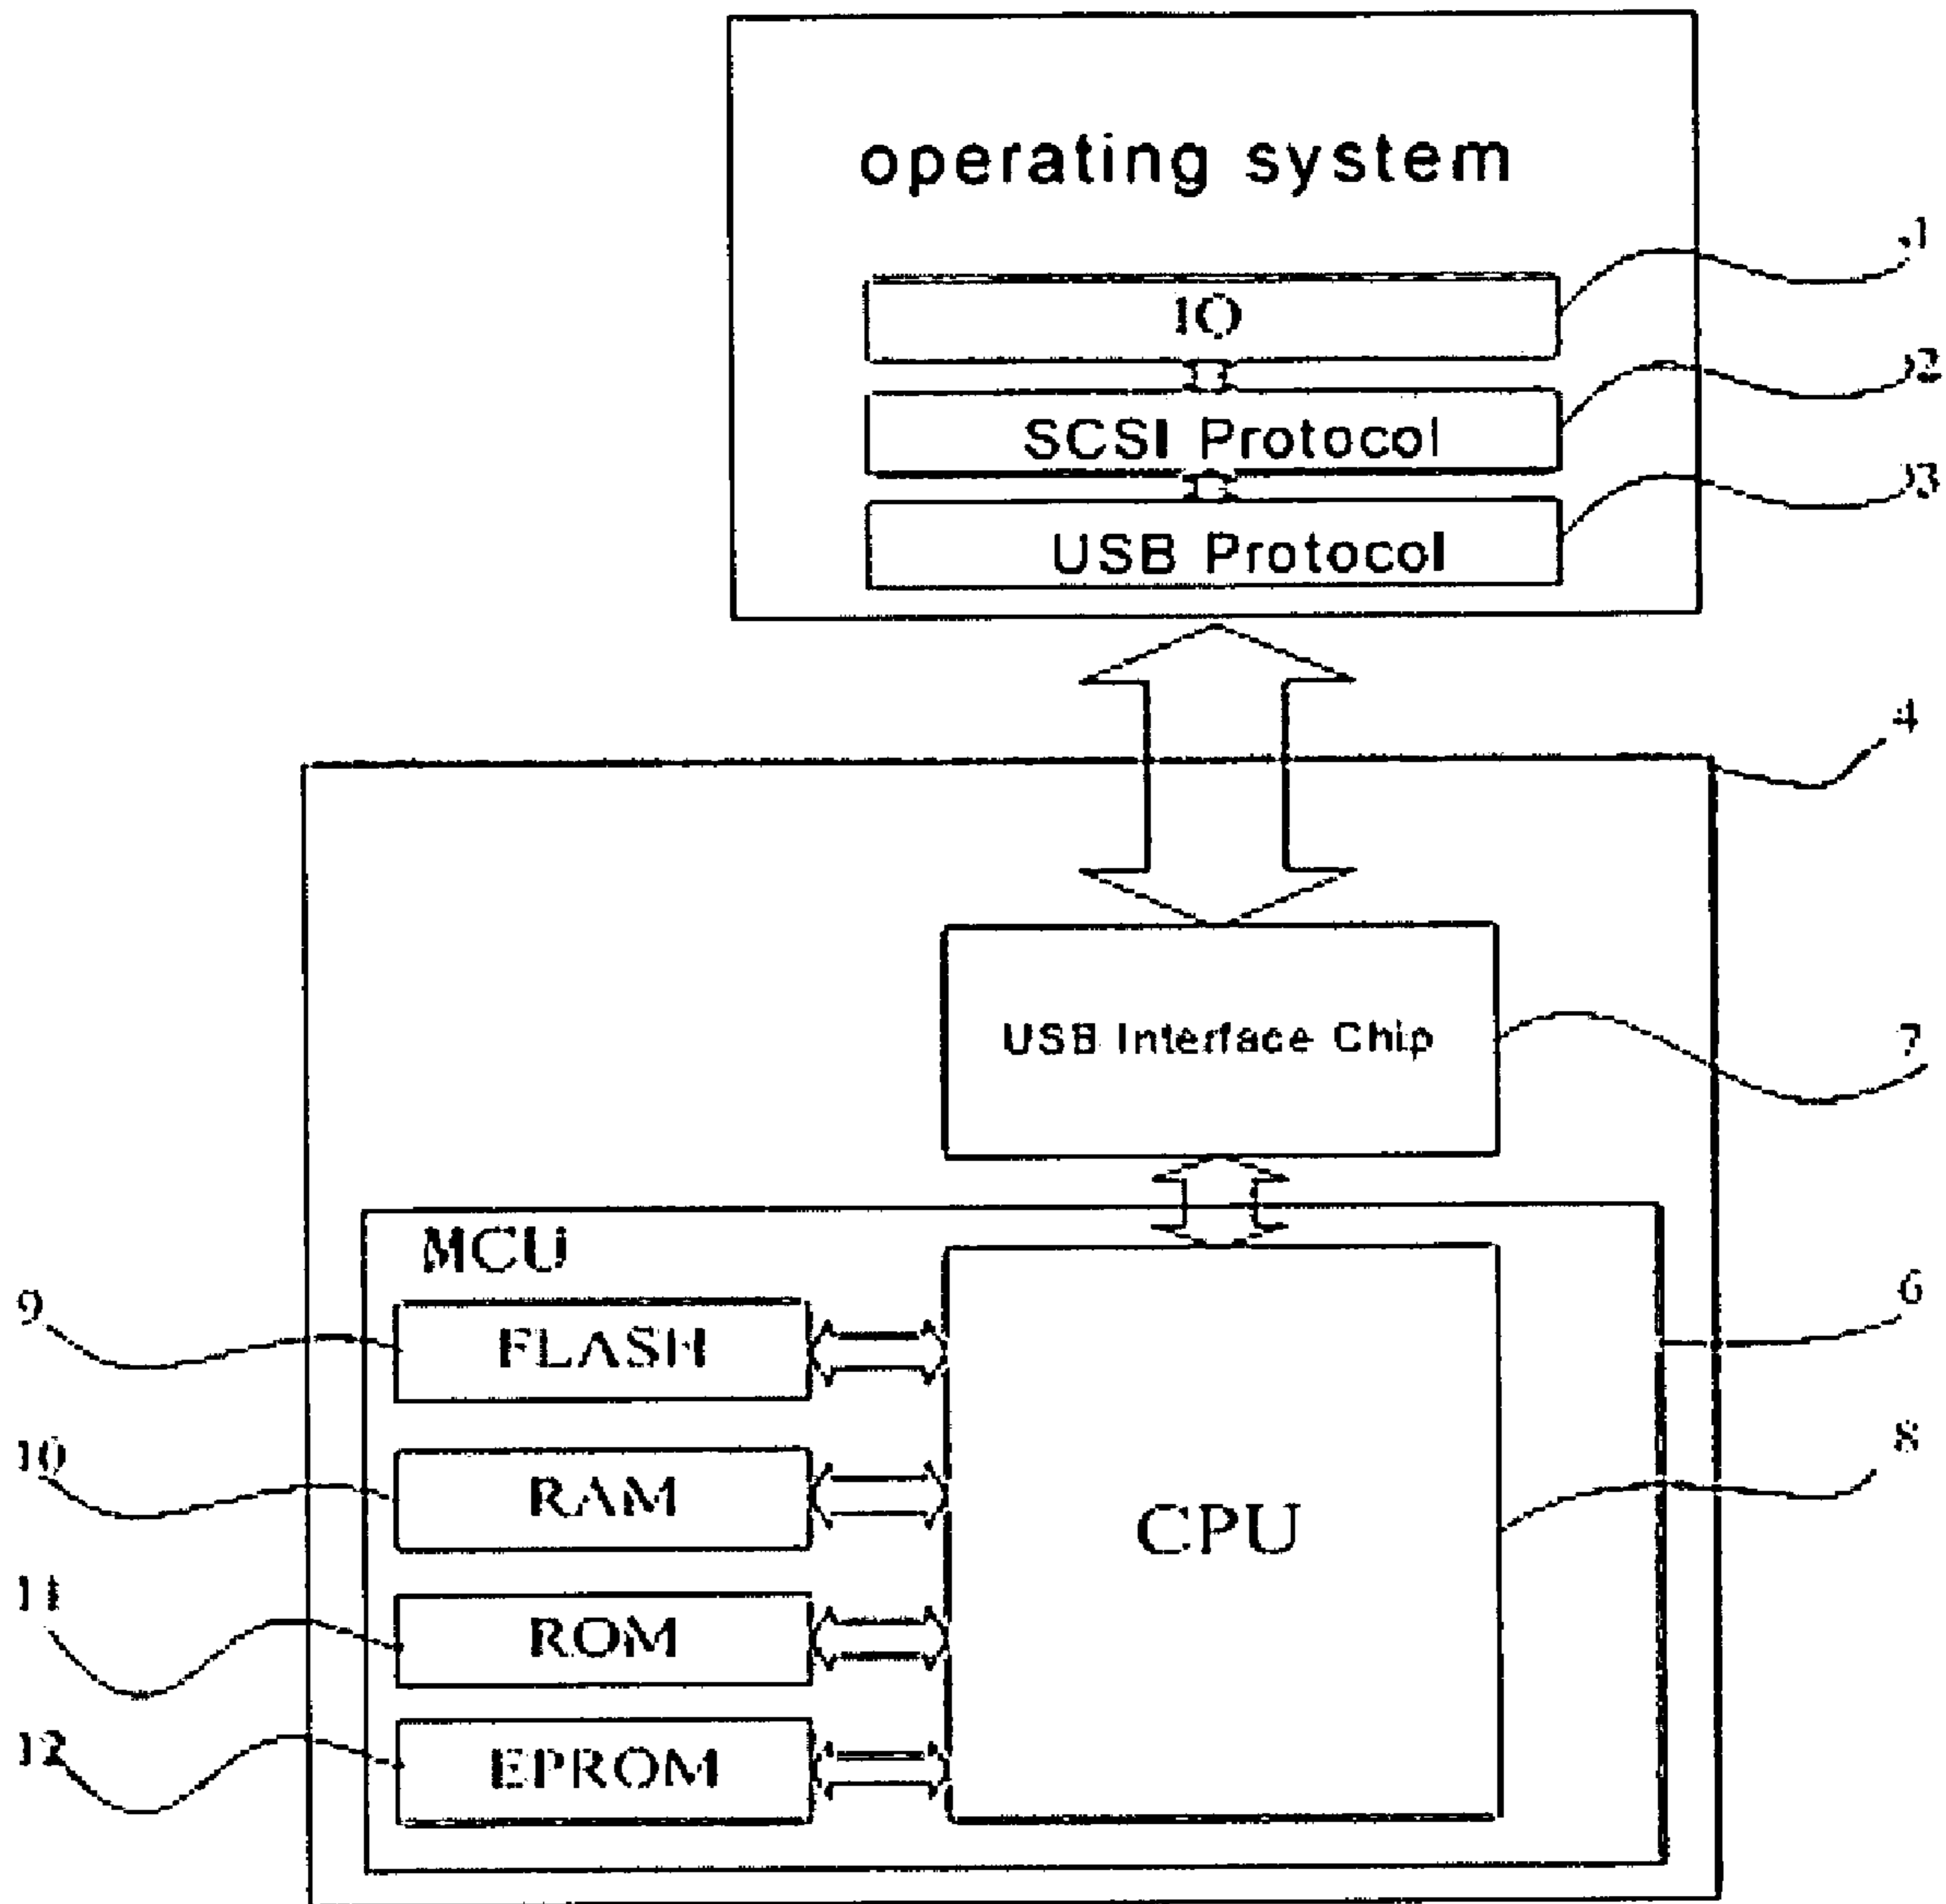 operating system
IO
SCSI Protocol
USB Protocol
4
USB Interface Chip
7
MCU
9
FLASH
6
10
RAM
CPU
8
11
ROM
12
EPROM